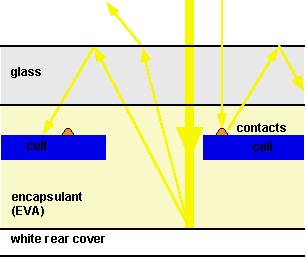 glass
contacts
cell
cell
encapsulant
(EVA)
white rear cover